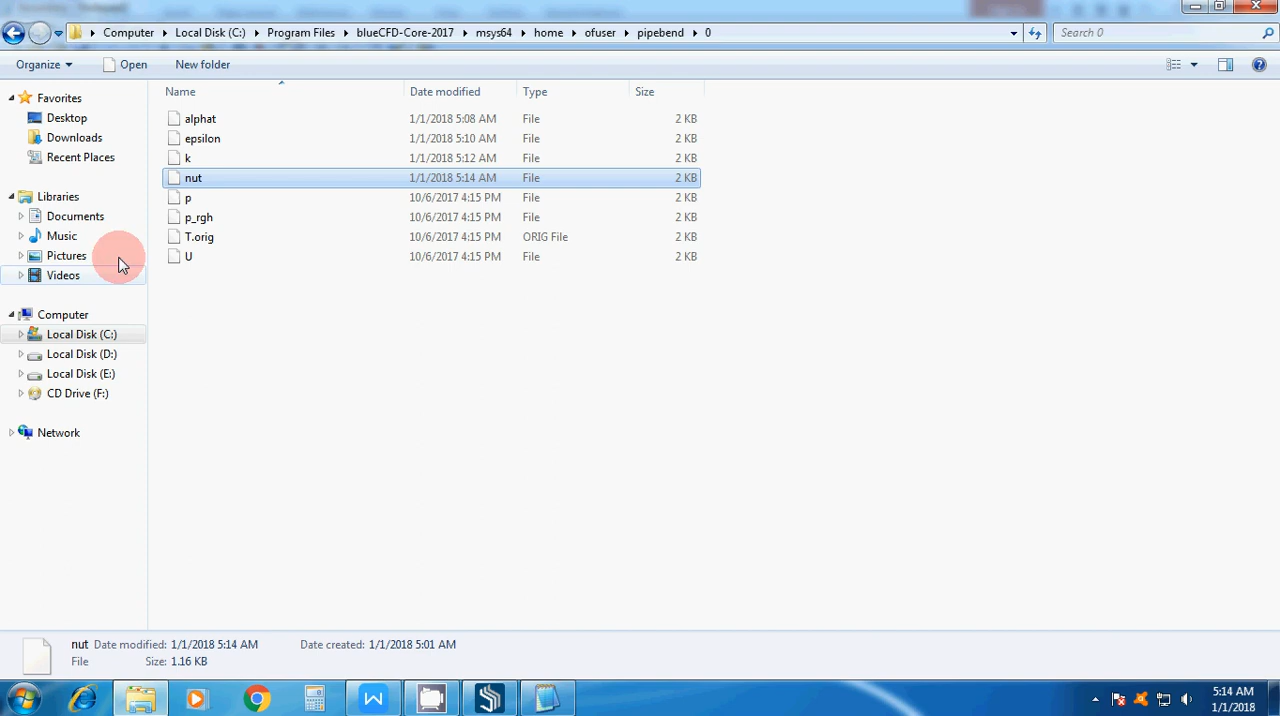 Computer Local Disk (C:) Program Files blueCFD-Core-2017 msys64 home ofuser pipebend 0 Search 0
Organize Open New folder
Name Date modified Type Size
Favorites
Desktop
Downloads
Recent Places
Libraries
Documents
Music
Pictures
Videos
Computer
Local Disk (C:)
Local Disk (D:)
Local Disk (E:)
CD Drive (F:)
Network
alphat 1/1/2018 5:08 AM File 2 KB
epsilon 1/1/2018 5:10 AM File 2 KB
k 1/1/2018 5:12 AM File 2 KB
nut 1/1/2018 5:14 AM File 2 KB
p 10/6/2017 4:15 PM File 2 KB
p_rgh 10/6/2017 4:15 PM File 2 KB
T.orig 10/6/2017 4:15 PM ORIG File 2 KB
U 10/6/2017 4:15 PM File 2 KB
nut Date modified: 1/1/2018 5:14 AM Date created: 1/1/2018 5:01 AM
File Size: 1.16 KB
5:14 AM
1/1/2018